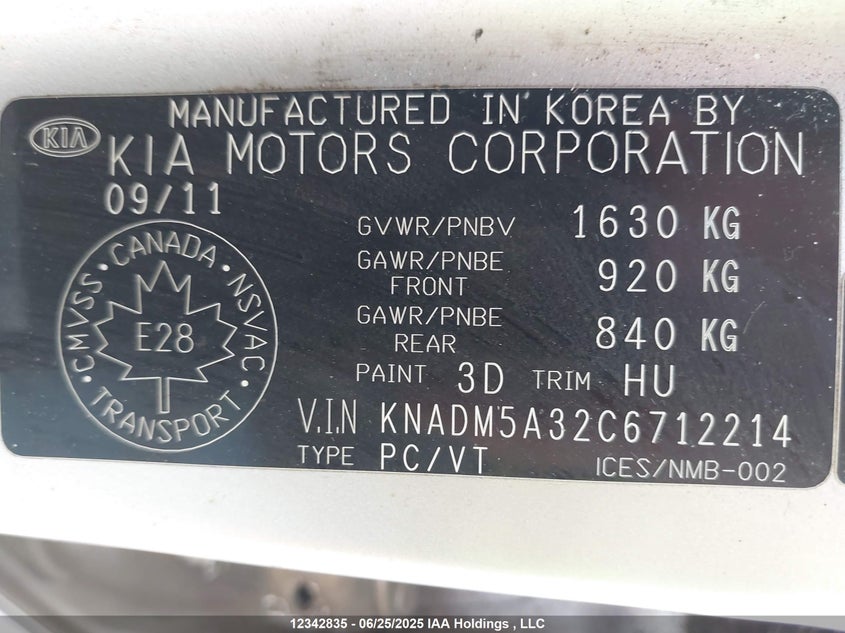 MANUFACTURED IN KOREA BY
KIA
KIA MOTORS CORPORATION
09/11
GVWR/PNBV 1630 KG
GAWR/PNBE FRONT 920 KG
GAWR/PNBE REAR 840 KG
PAINT 3D TRIM HU
V.I.N KNADM5A32C6712214
TYPE PC/VT
ICES/NMB-002
CMVSS • CANADA • NSVAC • TRANSPORT •
E28
12342835 - 06/25/2025 IAA Holdings, LLC